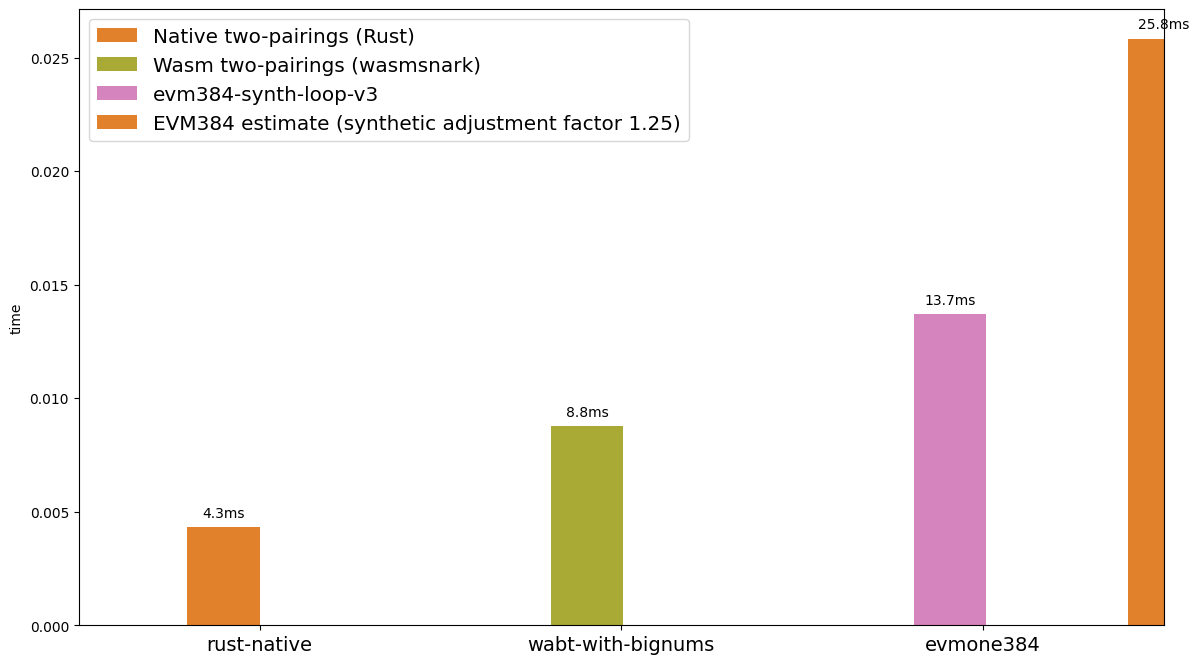 Native two-pairings (Rust)
Wasm two-pairings (wasmsnark)
evm384-synth-loop-v3
EVM384 estimate (synthetic adjustment factor 1.25)
25.8ms
0.025
0.020
0.015
13.7ms
0.010
8.8ms
0.005
4.3ms
0.000
time
rust-native
wabt-with-bignums
evmone384